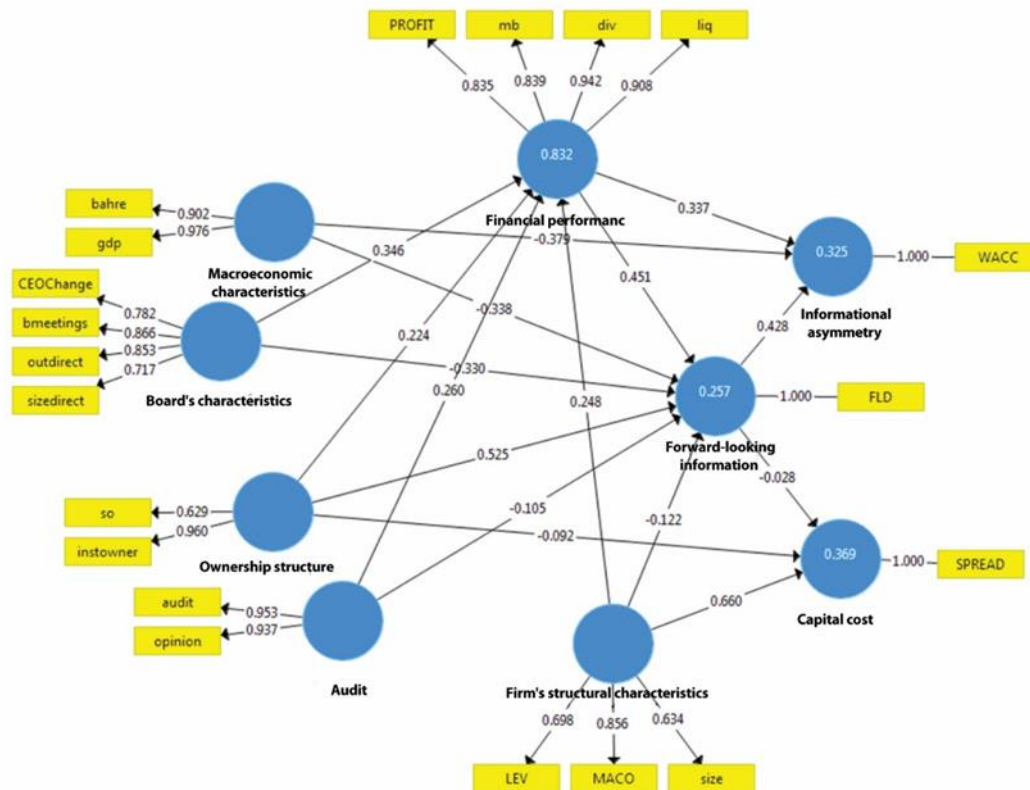 PROFIT
mb
div
liq
0.835
0.839
0.942
0.908
0.832
Financial performanc
bahre
gdp
0.902
0.976
Macroeconomic
characteristics
0.346
-0.379
0.337
0.325
1.000
WACC
Informational
asymmetry
CEOChange
bmeetings
outdirect
sizedirect
0.782
0.866
0.853
0.717
Board's characteristics
0.451
-0.338
0.224
0.428
-0.330
0.260
0.248
0.257
1.000
FLD
Forward-looking
information
0.525
-0.028
so
instowner
0.629
0.960
Ownership structure
-0.105
-0.122
-0.092
0.369
1.000
SPREAD
Capital cost
audit
opinion
0.953
0.937
Audit
0.660
Firm's structural characteristics
0.698
0.856
0.634
LEV
MACO
size